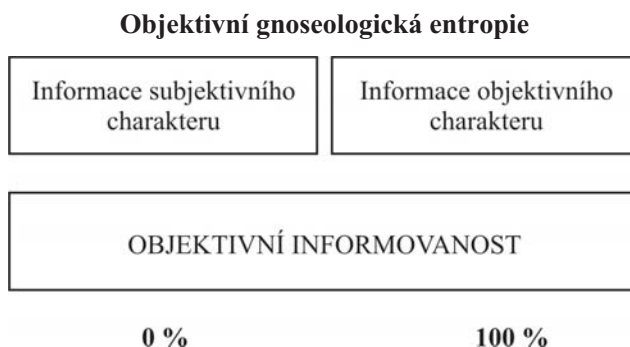 Objektivní gnoseologická entropie
Informace subjektivního
charakteru
Informace objektivního
charakteru
OBJEKTIVNÍ INFORMOVANOST
0 %
100 %